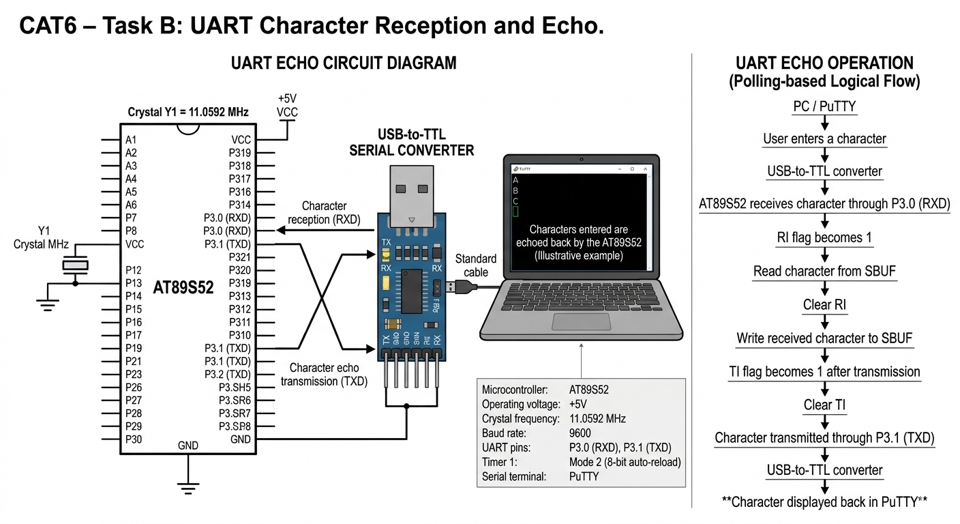 CAT6 – Task B: UART Character Reception and Echo.
UART ECHO CIRCUIT DIAGRAM
Crystal Y1 = 11.0592 MHz
+5V
VCC
A1
A2
A3
A4
A5
A6
P7
P8
VCC
P12
P13
P14
P15
P16
P17
P19
P21
P23
P26
P27
P28
P29
P30
AT89S52
GND
VCC
P319
P318
P317
P316
P314
P3.0 (RXD)
P3.1 (TXD)
P321
P320
P319
P313
P312
P311
P310
P3.1 (TXD)
P3.1 (TXD)
P3.2 (TXD)
P3.SH5
P3.SR6
P3.SR7
P3.SR8
GND
Y1
Crystal MHz
Character
reception (RXD)
Character echo
transmission (TXD)
USB-to-TTL
SERIAL CONVERTER
TX
RX
RX
TX
GND
RX
Standard
cable
PuTTY
A
B
C
Characters entered are
echoed back by the AT89S52
(Illustrative example)
Microcontroller: AT89S52
Operating voltage: +5V
Crystal frequency: 11.0592 MHz
Baud rate: 9600
UART pins: P3.0 (RXD), P3.1 (TXD)
Timer 1: Mode 2 (8-bit auto-reload)
Serial terminal: PuTTY
UART ECHO OPERATION
(Polling-based Logical Flow)
PC / PuTTY
User enters a character
USB-to-TTL converter
AT89S52 receives character through P3.0 (RXD)
RI flag becomes 1
Read character from SBUF
Clear RI
Write received character to SBUF
TI flag becomes 1 after transmission
Clear TI
Character transmitted through P3.1 (TXD)
USB-to-TTL converter
**Character displayed back in PuTTY**